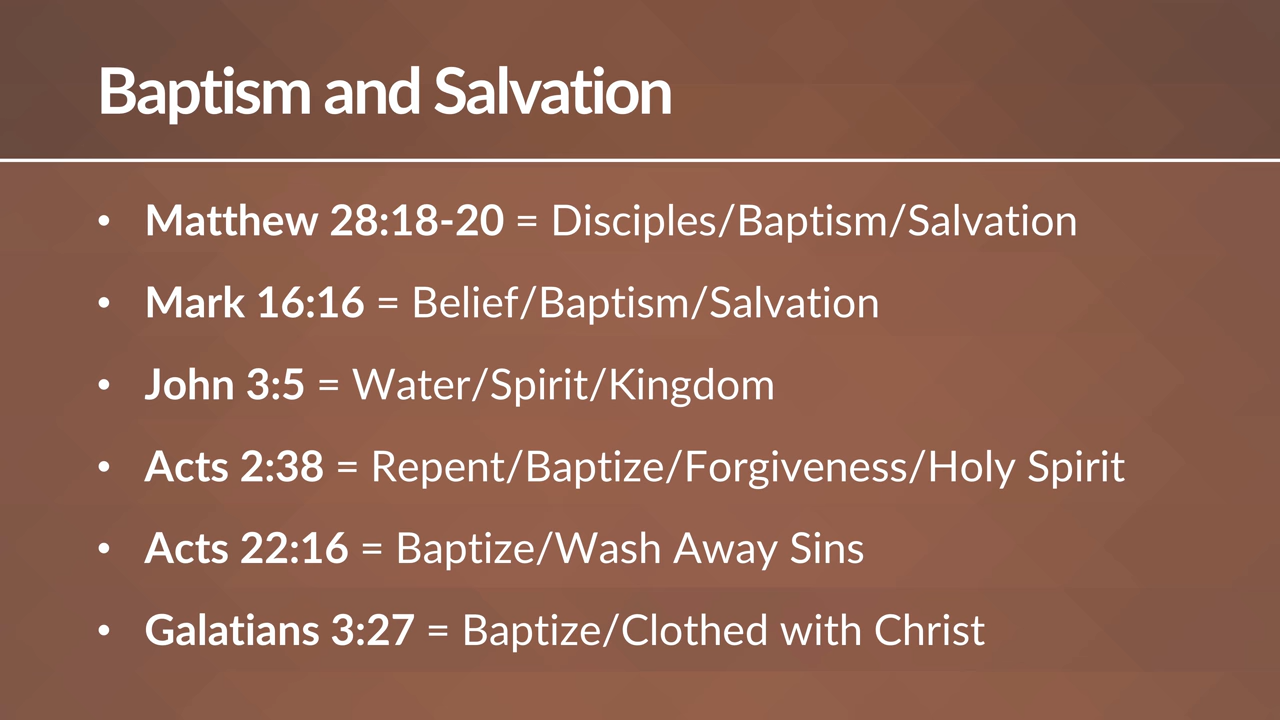 Baptism and Salvation
• Matthew 28:18-20 = Disciples/Baptism/Salvation
• Mark 16:16 = Belief/Baptism/Salvation
• John 3:5 = Water/Spirit/Kingdom
• Acts 2:38 = Repent/Baptize/Forgiveness/Holy Spirit
• Acts 22:16 = Baptize/Wash Away Sins
• Galatians 3:27 = Baptize/Clothed with Christ